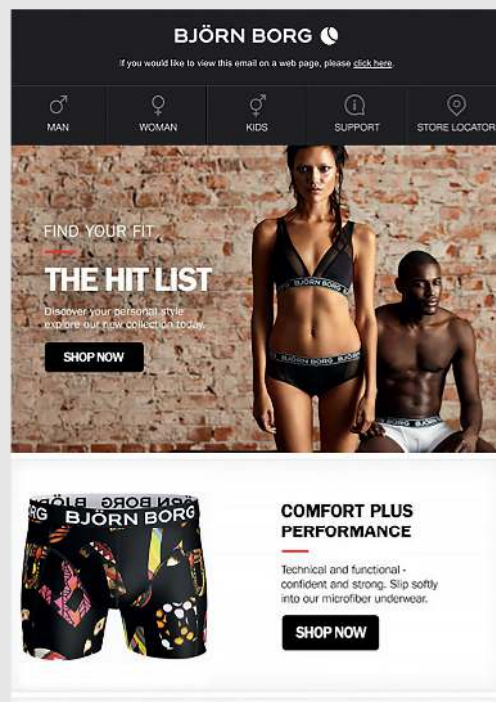 BJÖRN BORG
If you would like to view this email on a web page, please click here.
MAN
WOMAN
KIDS
SUPPORT
STORE LOCATOR
FIND YOUR FIT
THE HIT LIST
Discover your personal style
explore our new collection today.
SHOP NOW
BJÖRN BORG
BJÖRN BORG BJÖRN
BJÖRN BORG
RG BJÖRN BORG
COMFORT PLUS
PERFORMANCE
Technical and functional -
confident and strong. Slip softly
into our microfiber underwear.
SHOP NOW